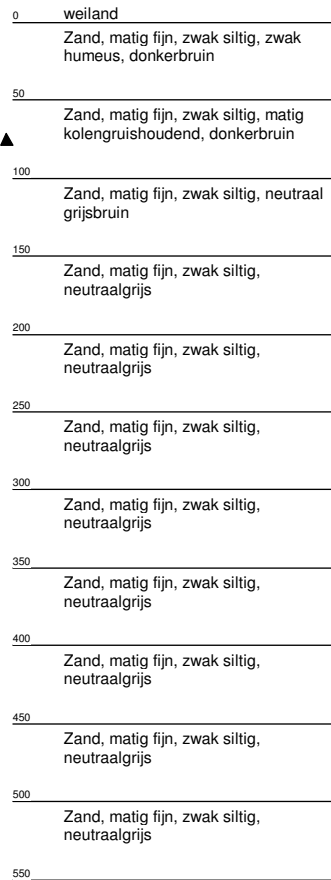 0 weiland
Zand, matig fijn, zwak siltig, zwak
humeus, donkerbruin
50
Zand, matig fijn, zwak siltig, matig
kolengruishoudend, donkerbruin
100
Zand, matig fijn, zwak siltig, neutraal
grijsbruin
150
Zand, matig fijn, zwak siltig,
neutraalgrijs
200
Zand, matig fijn, zwak siltig,
neutraalgrijs
250
Zand, matig fijn, zwak siltig,
neutraalgrijs
300
Zand, matig fijn, zwak siltig,
neutraalgrijs
350
Zand, matig fijn, zwak siltig,
neutraalgrijs
400
Zand, matig fijn, zwak siltig,
neutraalgrijs
450
Zand, matig fijn, zwak siltig,
neutraalgrijs
500
Zand, matig fijn, zwak siltig,
neutraalgrijs
550